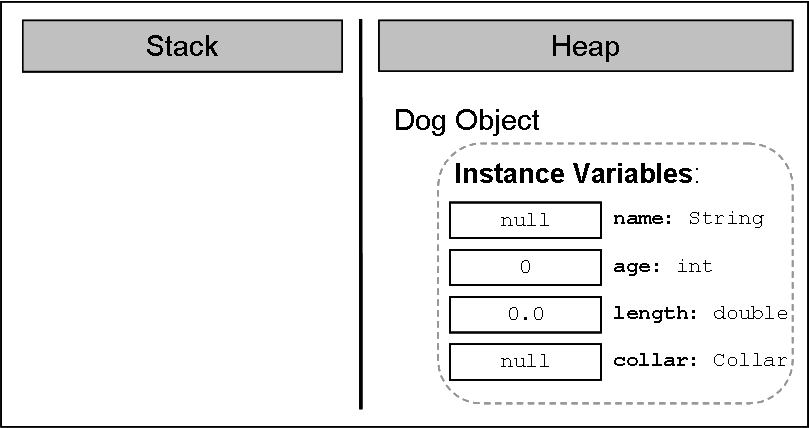 Stack
Heap
Dog Object
Instance Variables:
null name: String
0 age: int
0.0 length: double
null collar: Collar